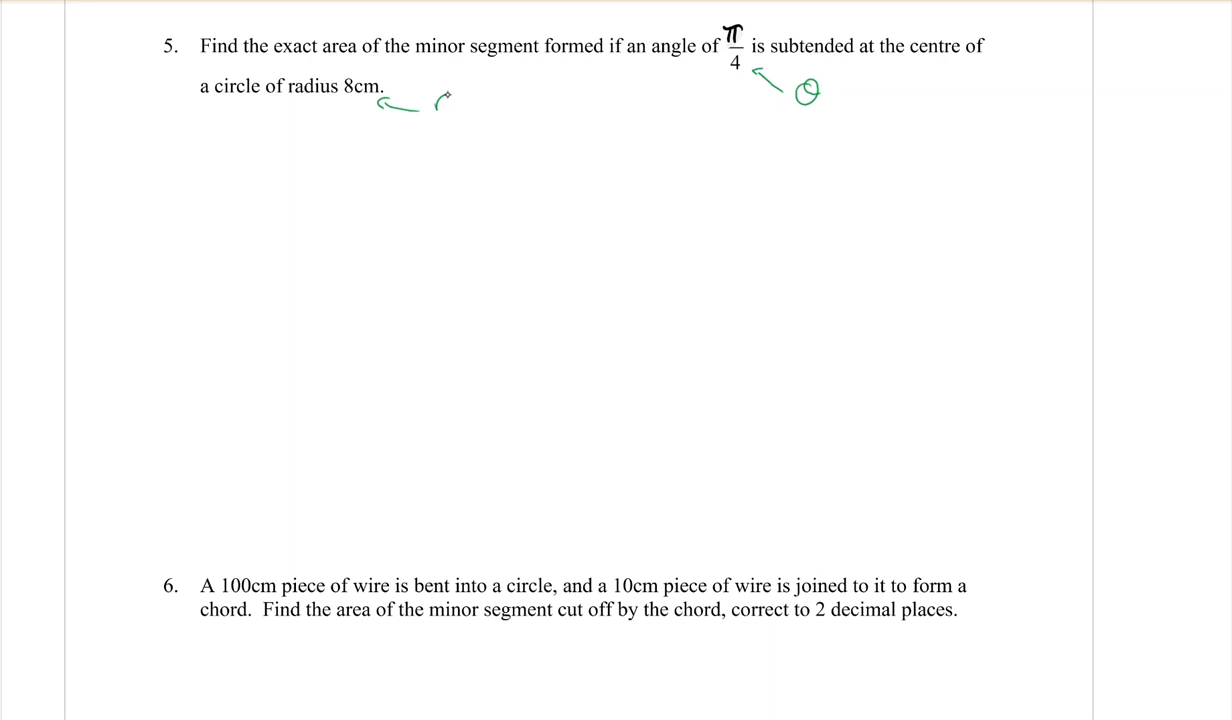 5. Find the exact area of the minor segment formed if an angle of π/4 is subtended at the centre of
a circle of radius 8cm.
θ
r
6. A 100cm piece of wire is bent into a circle, and a 10cm piece of wire is joined to it to form a
chord. Find the area of the minor segment cut off by the chord, correct to 2 decimal places.